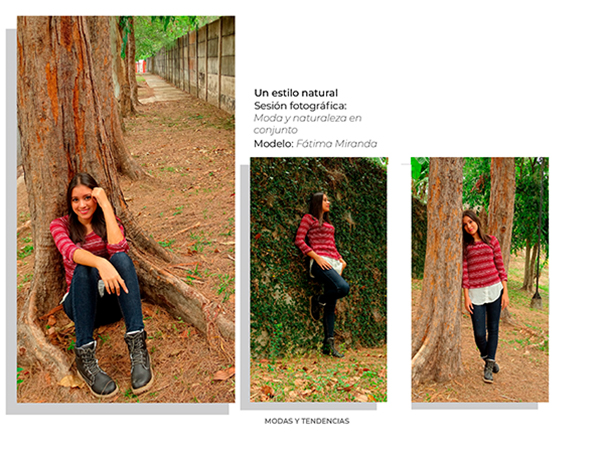 Un estilo natural
Sesión fotográfica:
Moda y naturaleza en
conjunto
Modelo: Fátima Miranda
MODAS Y TENDENCIAS